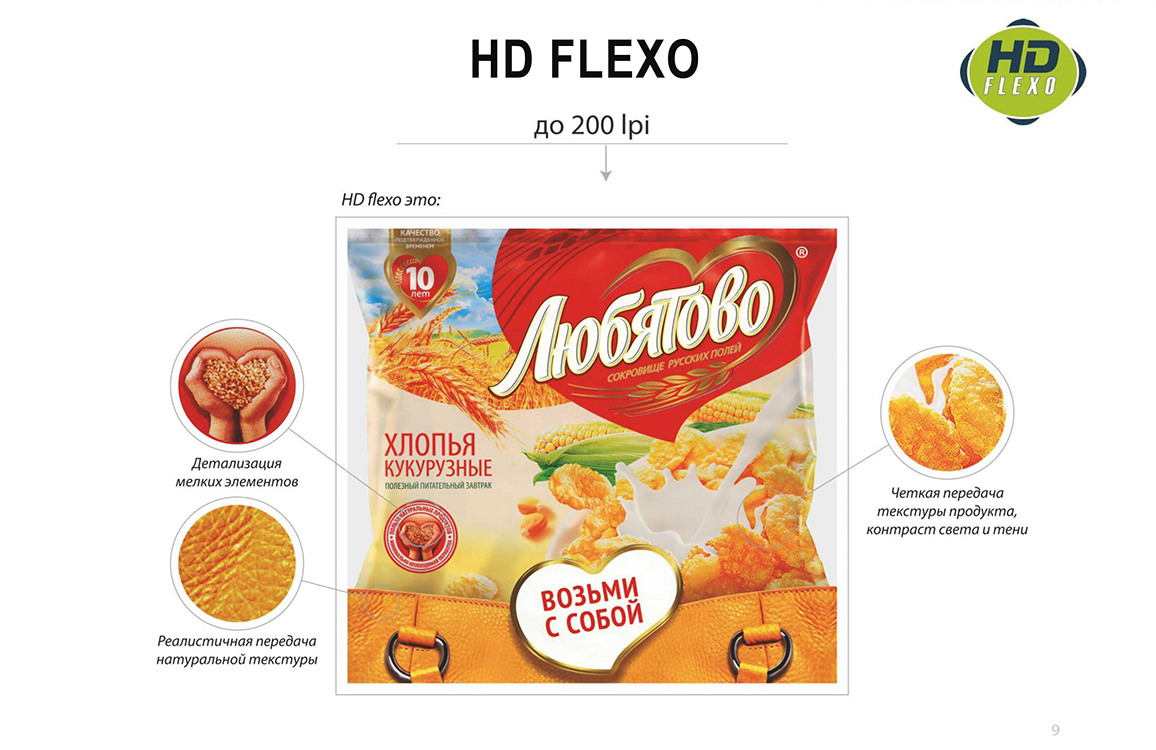 HD FLEXO
HD
FLEXO
до 200 lpi
HD flexo это:
КАЧЕСТВО,
ПОДТВЕРЖДЕННОЕ
ВРЕМЕНЕМ
10
лет
®
Любятово
СОКРОВИЩЕ РУССКИХ ПОЛЕЙ
ХЛОПЬЯ
КУКУРУЗНЫЕ
ПОЛЕЗНЫЙ ПИТАТЕЛЬНЫЙ ЗАВТРАК
ВОЗЬМИ
С СОБОЙ
Детализация
мелких элементов
Реалистичная передача
натуральной текстуры
Четкая передача
текстуры продукта,
контраст света и тени
9